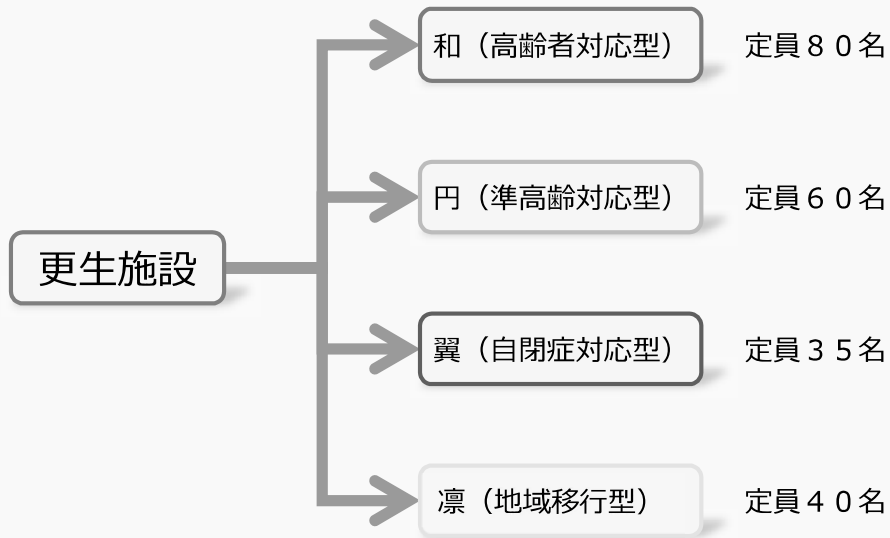 和（高齢者対応型） 定員８０名
円（準高齢対応型） 定員６０名
更生施設
翼（自閉症対応型） 定員３５名
凛（地域移行型） 定員４０名